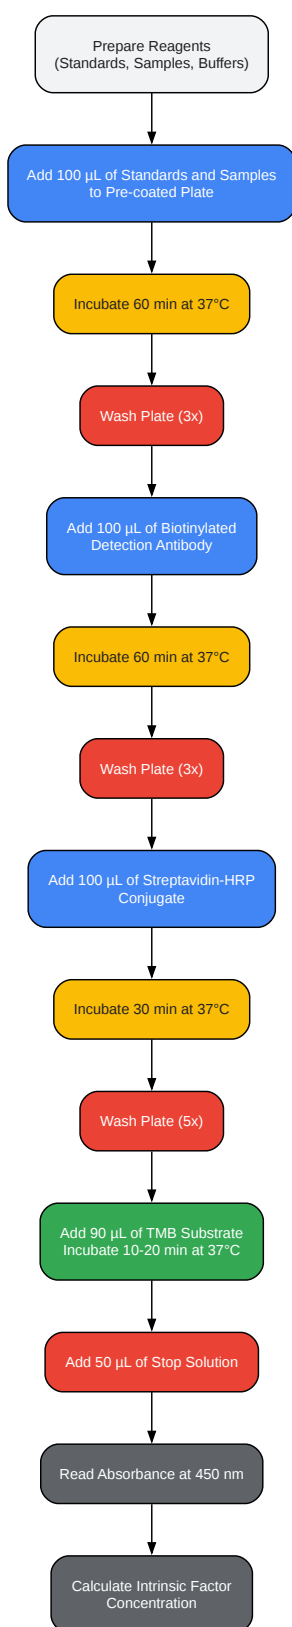 Prepare Reagents
(Standards, Samples, Buffers)
Add 100 µL of Standards and Samples
to Pre-coated Plate
Incubate 60 min at 37°C
Wash Plate (3x)
Add 100 µL of Biotinylated
Detection Antibody
Incubate 60 min at 37°C
Wash Plate (3x)
Add 100 µL of Streptavidin-HRP
Conjugate
Incubate 30 min at 37°C
Wash Plate (5x)
Add 90 µL of TMB Substrate
Incubate 10-20 min at 37°C
Add 50 µL of Stop Solution
Read Absorbance at 450 nm
Calculate Intrinsic Factor
Concentration